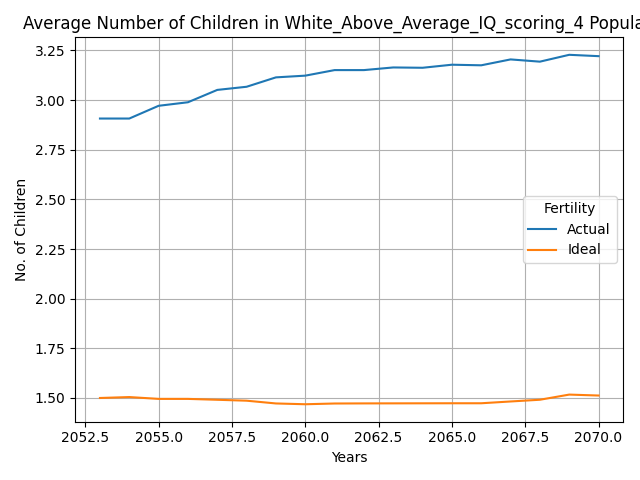 Average Number of Children in White_Above_Average_IQ_scoring_4 Popula
3.25
3.00
2.75
2.50
2.25
2.00
1.75
1.50
No. of Children
Fertility
Actual
Ideal
2052.5 2055.0 2057.5 2060.0 2062.5 2065.0 2067.5 2070.0
Years